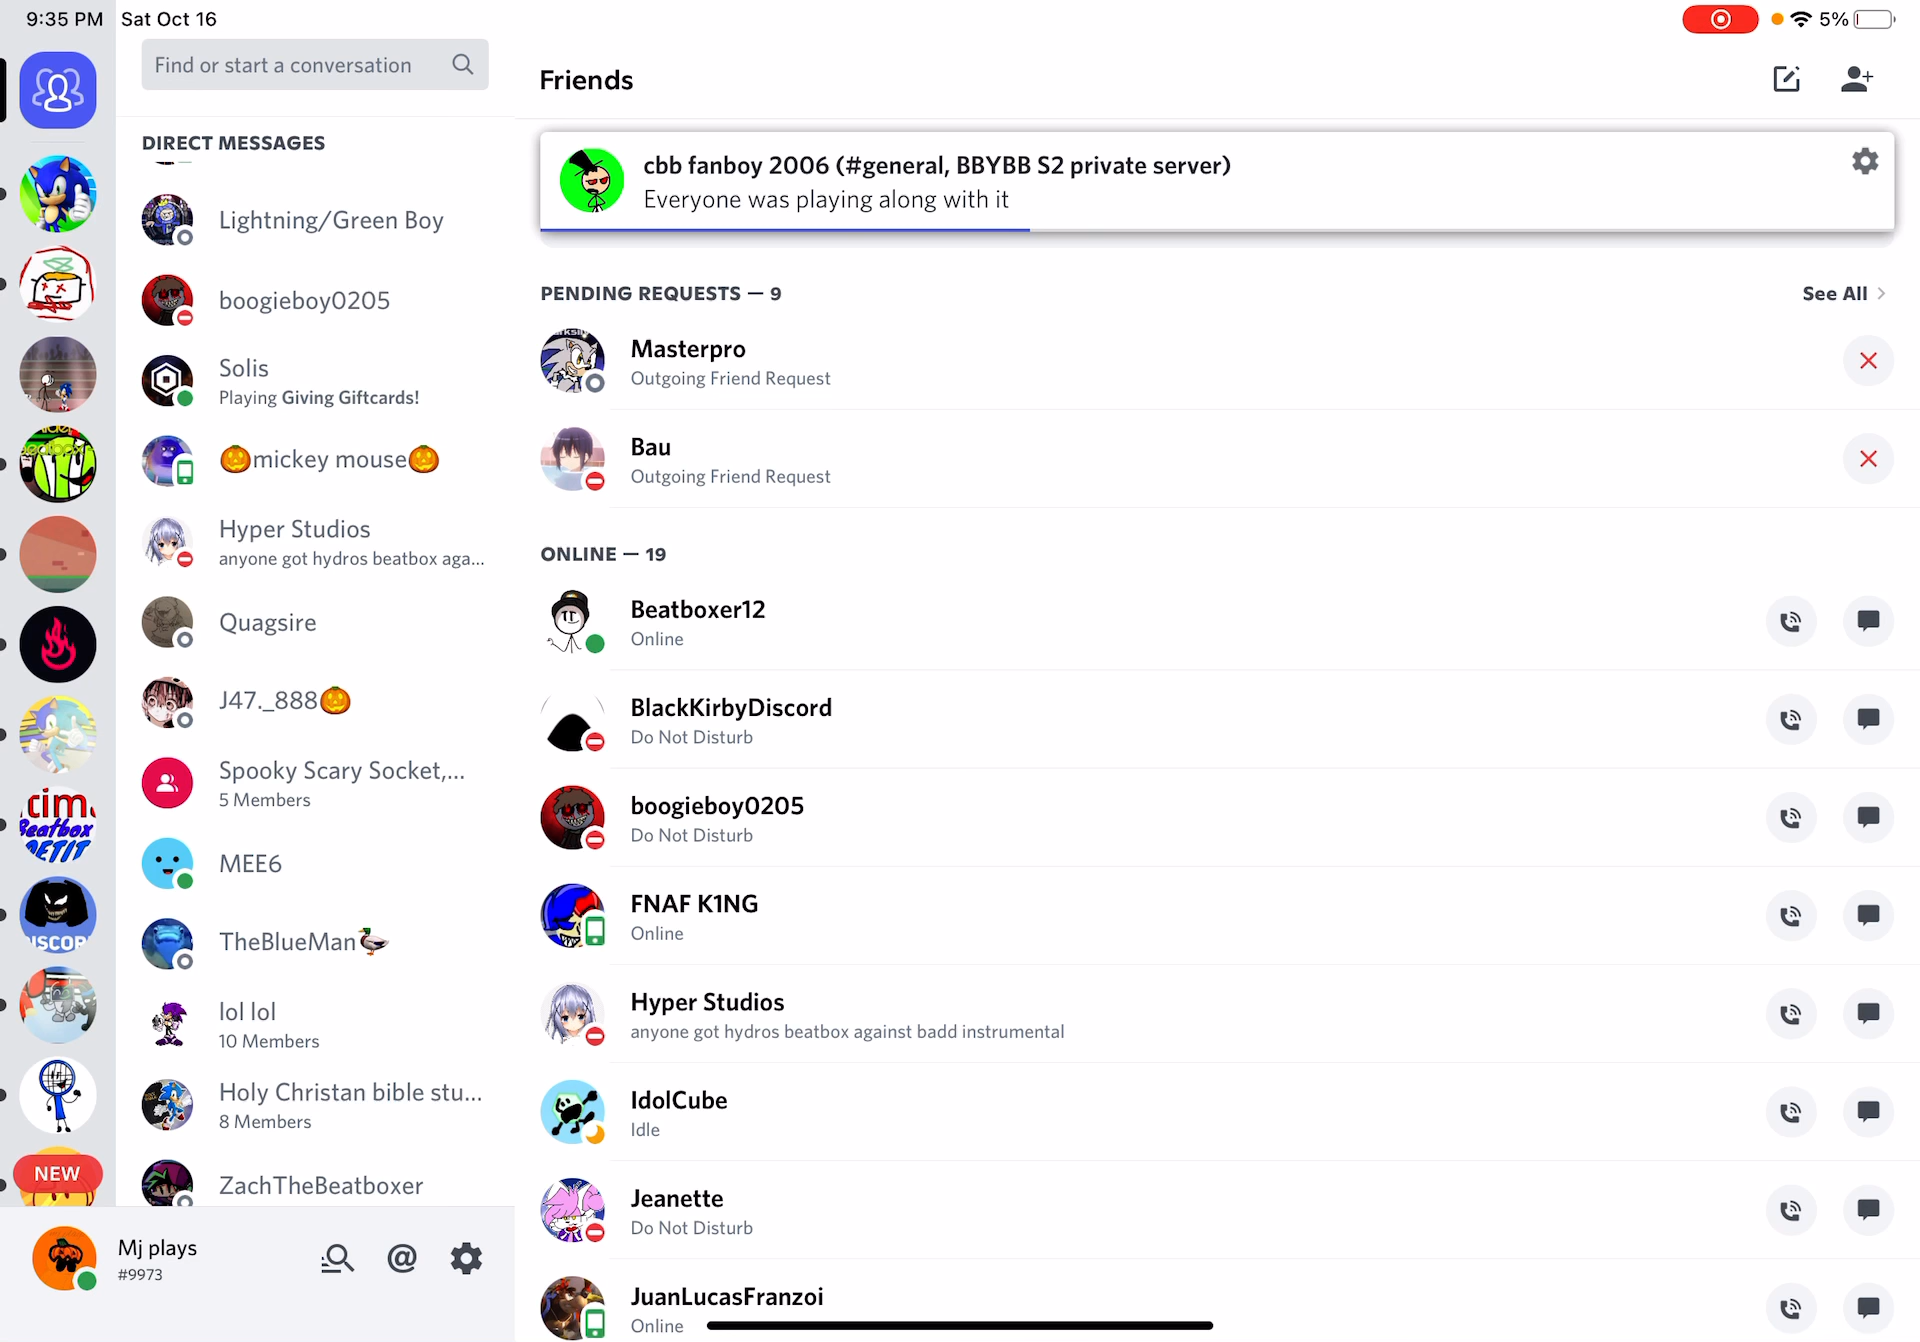 9:35 PM Sat Oct 16
5%
Find or start a conversation
DIRECT MESSAGES
Lightning/Green Boy
boogieboy0205
Solis
Playing Giving Giftcards!
🎃mickey mouse🎃
Hyper Studios
anyone got hydros beatbox aga...
Quagsire
J47._888🎃
Spooky Scary Socket,...
5 Members
MEE6
TheBlueMan🦆
lol lol
10 Members
Holy Christan bible stu...
8 Members
ZachTheBeatboxer
NEW
Mj plays
#9973
Friends
cbb fanboy 2006 (#general, BBYBB S2 private server)
Everyone was playing along with it
PENDING REQUESTS — 9
See All
Masterpro
Outgoing Friend Request
Bau
Outgoing Friend Request
ONLINE — 19
Beatboxer12
Online
BlackKirbyDiscord
Do Not Disturb
boogieboy0205
Do Not Disturb
FNAF K1NG
Online
Hyper Studios
anyone got hydros beatbox against badd instrumental
IdolCube
Idle
Jeanette
Do Not Disturb
JuanLucasFranzoi
Online